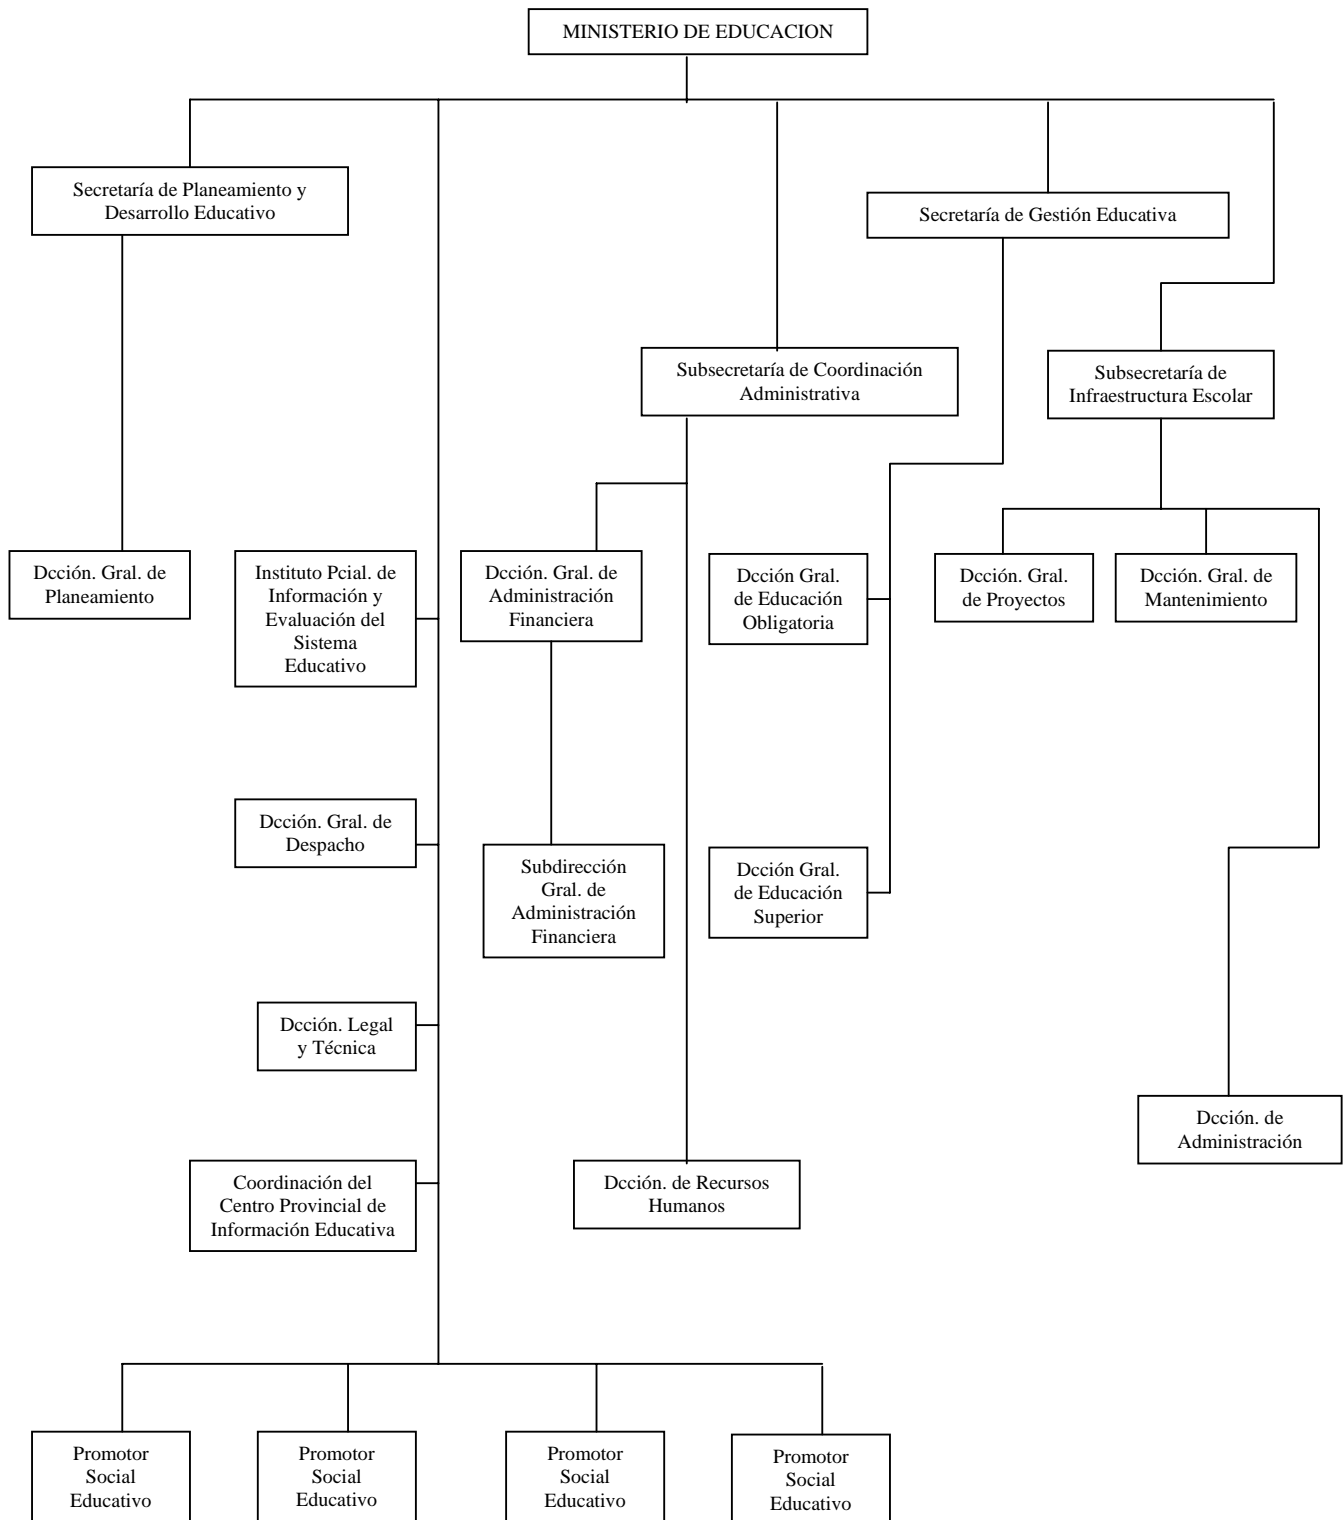 MINISTERIO DE EDUCACION
Secretaría de Planeamiento y
Desarrollo Educativo
Secretaría de Gestión Educativa
Subsecretaría de Coordinación
Administrativa
Subsecretaría de
Infraestructura Escolar
Dcción. Gral. de
Planeamiento
Instituto Pcial. de
Información y
Evaluación del
Sistema
Educativo
Dcción. Gral. de
Administración
Financiera
Dcción Gral.
de Educación
Obligatoria
Dcción. Gral.
de Proyectos
Dcción. Gral. de
Mantenimiento
Dcción. Gral. de
Despacho
Subdirección
Gral. de
Administración
Financiera
Dcción Gral.
de Educación
Superior
Dcción. Legal
y Técnica
Dcción. de
Administración
Coordinación del
Centro Provincial de
Información Educativa
Dcción. de Recursos
Humanos
Promotor
Social
Educativo
Promotor
Social
Educativo
Promotor
Social
Educativo
Promotor
Social
Educativo